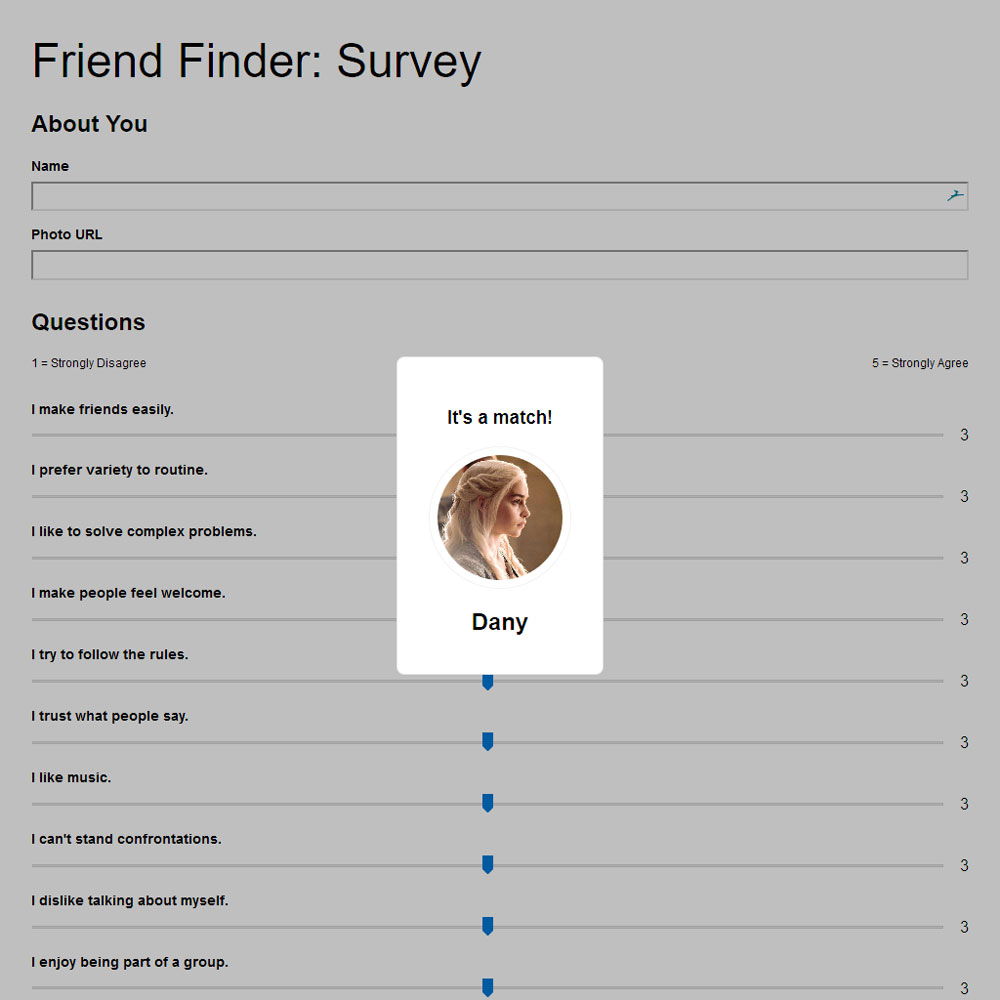 Friend Finder: Survey
About You
Name
Photo URL
Questions
1 = Strongly Disagree 5 = Strongly Agree
It's a match!
Dany
I make friends easily.
3
I prefer variety to routine.
3
I like to solve complex problems.
3
I make people feel welcome.
3
I try to follow the rules.
3
I trust what people say.
3
I like music.
3
I can't stand confrontations.
3
I dislike talking about myself.
3
I enjoy being part of a group.
3